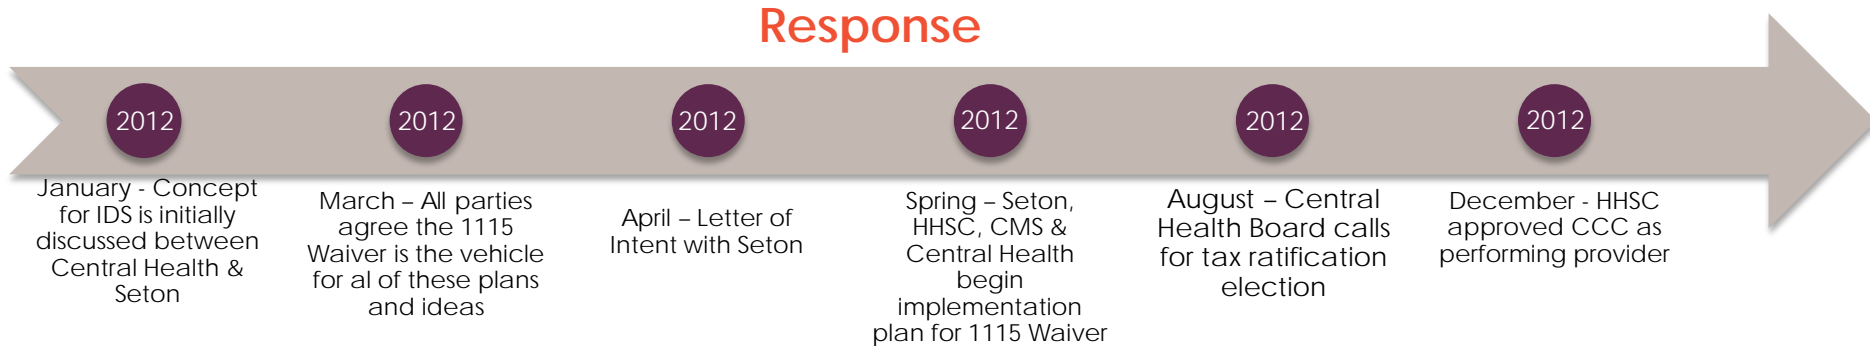 Response
2012
January - Concept
for IDS is initially
discussed between
Central Health &
Seton
2012
March – All parties
agree the 1115
Waiver is the vehicle
for al of these plans
and ideas
2012
April – Letter of
Intent with Seton
2012
Spring – Seton,
HHSC, CMS &
Central Health
begin
implementation
plan for 1115 Waiver
2012
August – Central
Health Board calls
for tax ratification
election
2012
December - HHSC
approved CCC as
performing provider